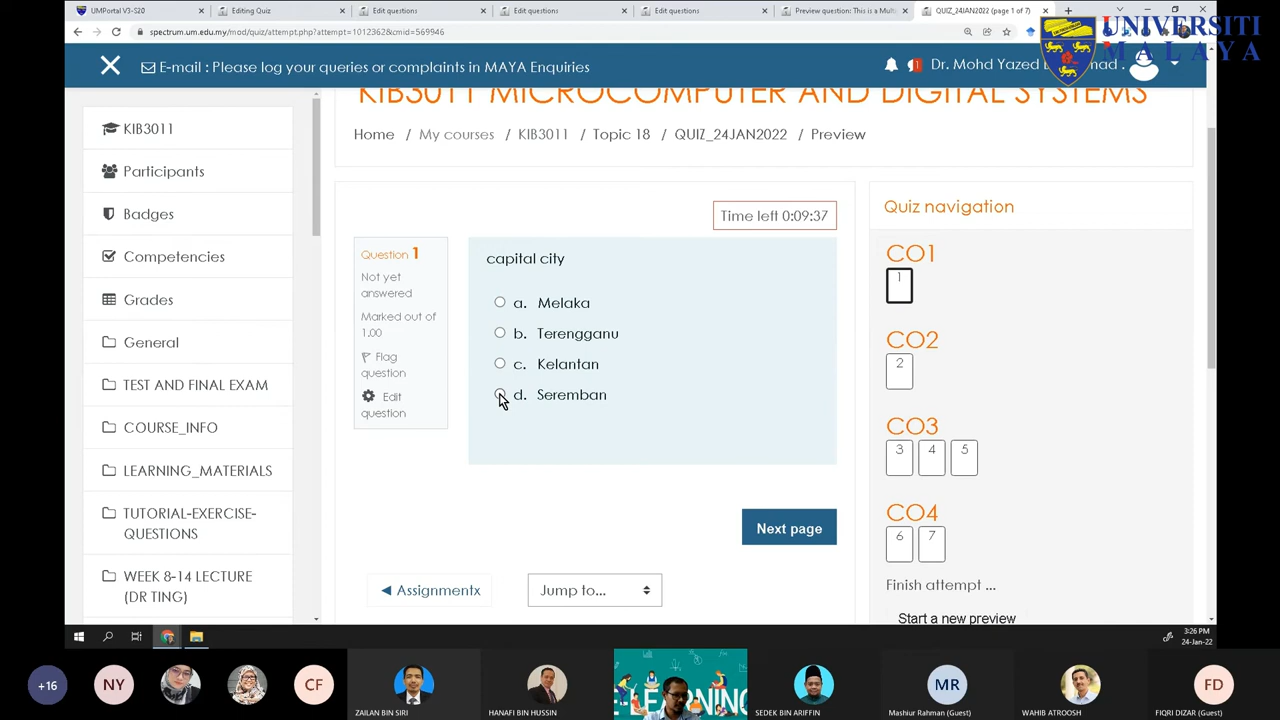 UMPortal V3-S20
Editing Quiz
Edit questions
Edit questions
Edit questions
Preview question: This is a Mult
QUIZ_24JAN2022 (page 1 of 7)
spectrum.um.edu.my/mod/quiz/attempt.php?attempt=1012362&cmid=569946
UNIVERSITI
MALAYA
E-mail : Please log your queries or complaints in MAYA Enquiries
1
Dr. Mohd Yazed
KIB3011 MICROCOMPUTER AND DIGITAL SYSTEMS
Home / My courses / KIB3011 / Topic 18 / QUIZ_24JAN2022 / Preview
KIB3011
Participants
Badges
Competencies
Grades
General
TEST AND FINAL EXAM
COURSE_INFO
LEARNING_MATERIALS
TUTORIAL-EXERCISE-
QUESTIONS
WEEK 8-14 LECTURE
(DR TING)
Time left 0:09:37
Question 1
Not yet
answered
Marked out of
1.00
Flag
question
Edit
question
capital city
a. Melaka
b. Terengganu
c. Kelantan
d. Seremban
Next page
◄ Assignmentx
Jump to...
Quiz navigation
CO1
1
CO2
2
CO3
3 4 5
CO4
6 7
Finish attempt ...
Start a new preview
3:26 PM
24-Jan-22
+16
NY
CF
ZAILAN BIN SIRI
HANAFI BIN HUSSIN
E-LEARNING
SEDEK BIN ARIFFIN
MR
Mashiur Rahman (Guest)
WAHIB ATROOSH
FD
FIQRI DIZAR (Guest)